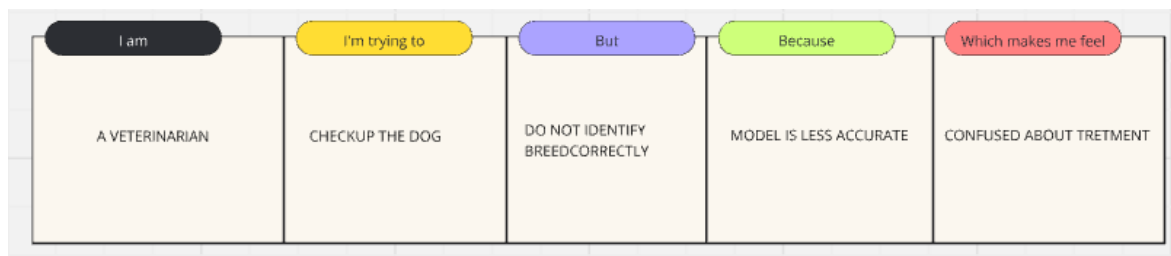 I am
I'm trying to
But
Because
Which makes me feel
A VETERINARIAN
CHECKUP THE DOG
DO NOT IDENTIFY
BREEDCORRECTLY
MODEL IS LESS ACCURATE
CONFUSED ABOUT TRETMENT